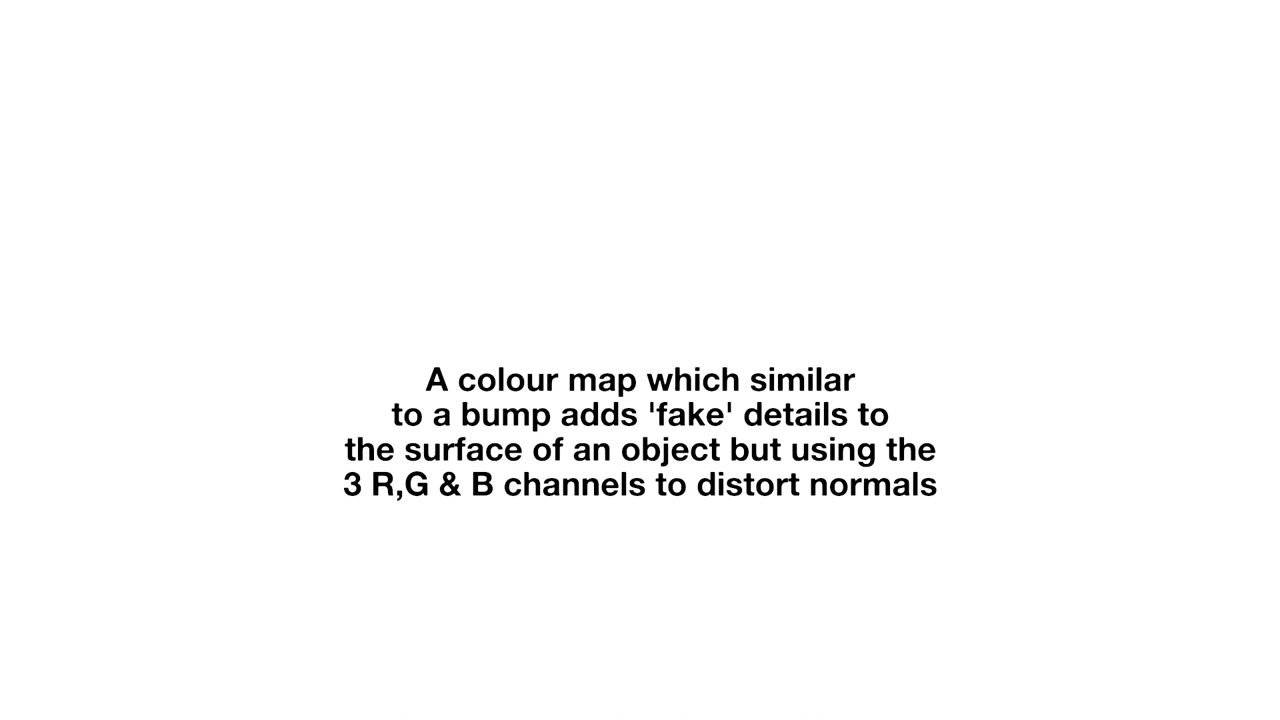 A colour map which similar
to a bump adds 'fake' details to
the surface of an object but using the
3 R,G & B channels to distort normals